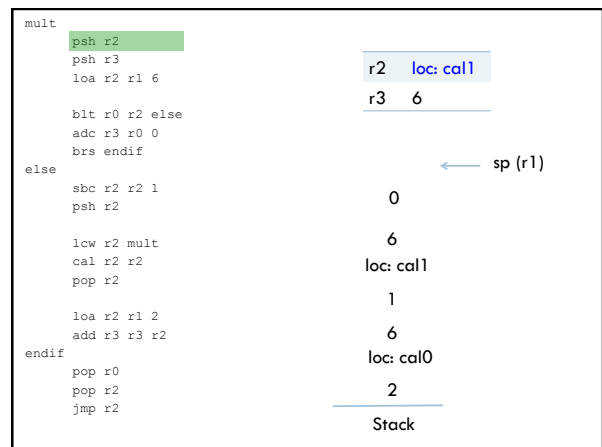 mult
psh r2
psh r3
loa r2 r1 6
blt r0 r2 else
adc r3 r0 0
brs endif
else
sbc r2 r2 1
psh r2
lcw r2 mult
cal r2 r2
pop r2
loa r2 r1 2
add r3 r3 r2
endif
pop r0
pop r2
jmp r2
r2 loc: cal1
r3 6
sp (r1)
0
6
loc: cal1
1
6
loc: cal0
2
Stack